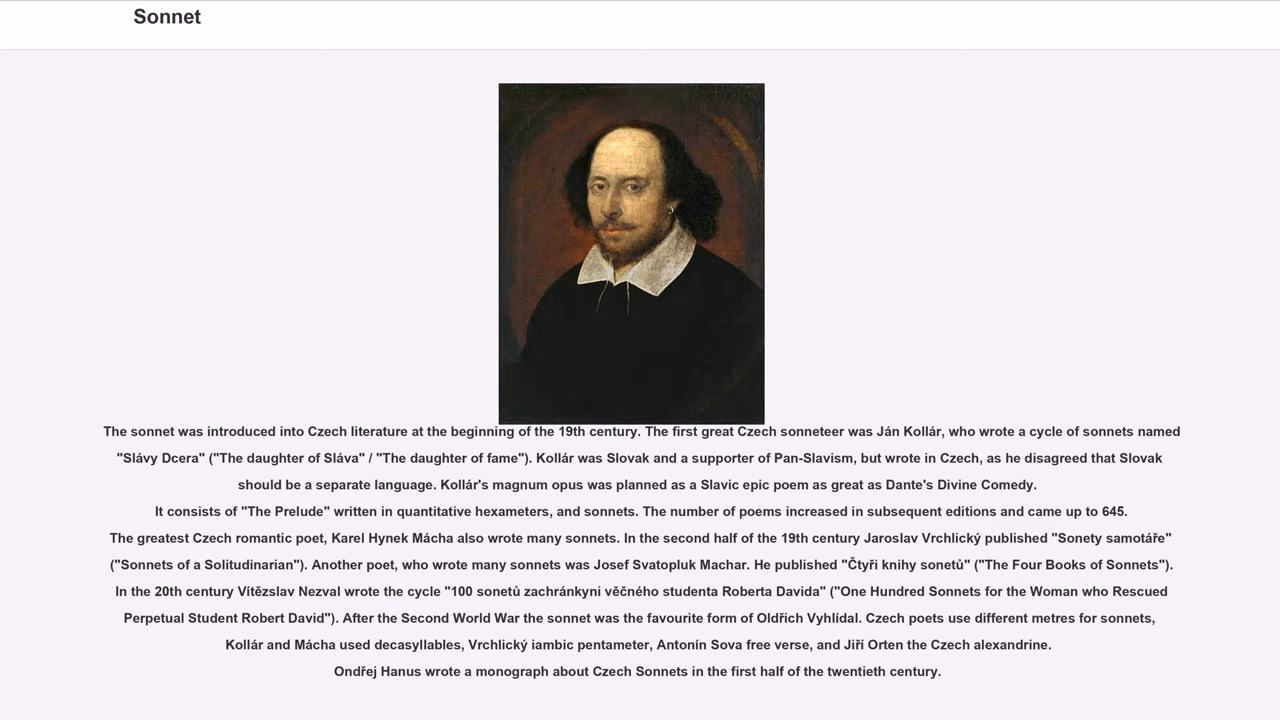 Sonnet
The sonnet was introduced into Czech literature at the beginning of the 19th century. The first great Czech sonneteer was Ján Kollár, who wrote a cycle of sonnets named
"Slávy Dcera" ("The daughter of Sláva" / "The daughter of fame"). Kollár was Slovak and a supporter of Pan-Slavism, but wrote in Czech, as he disagreed that Slovak
should be a separate language. Kollár's magnum opus was planned as a Slavic epic poem as great as Dante's Divine Comedy.
It consists of "The Prelude" written in quantitative hexameters, and sonnets. The number of poems increased in subsequent editions and came up to 645.
The greatest Czech romantic poet, Karel Hynek Mácha also wrote many sonnets. In the second half of the 19th century Jaroslav Vrchlický published "Sonety samotáře"
("Sonnets of a Solitudinarian"). Another poet, who wrote many sonnets was Josef Svatopluk Machar. He published "Čtyři knihy sonetů" ("The Four Books of Sonnets").
In the 20th century Vítězslav Nezval wrote the cycle "100 sonetů zachránkyni věčného studenta Roberta Davida" ("One Hundred Sonnets for the Woman who Rescued
Perpetual Student Robert David"). After the Second World War the sonnet was the favourite form of Oldřich Vyhlídal. Czech poets use different metres for sonnets,
Kollár and Mácha used decasyllables, Vrchlický iambic pentameter, Antonín Sova free verse, and Jiří Orten the Czech alexandrine.
Ondřej Hanus wrote a monograph about Czech Sonnets in the first half of the twentieth century.